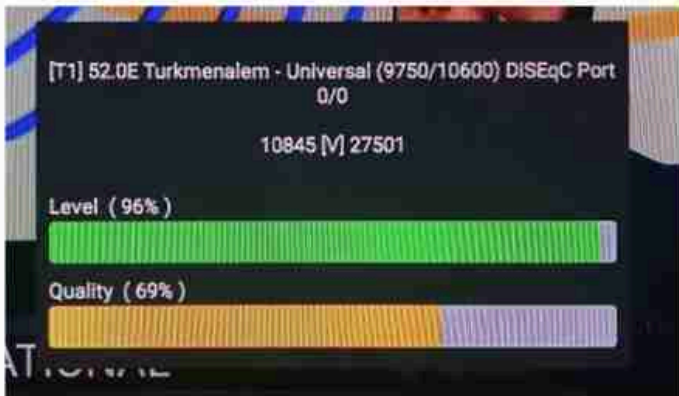 [T1] 52.0E Turkmenalem - Universal (9750/10600) DiSEqC Port
0/0
10845 [V] 27501
Level ( 96% )
Quality ( 69% )